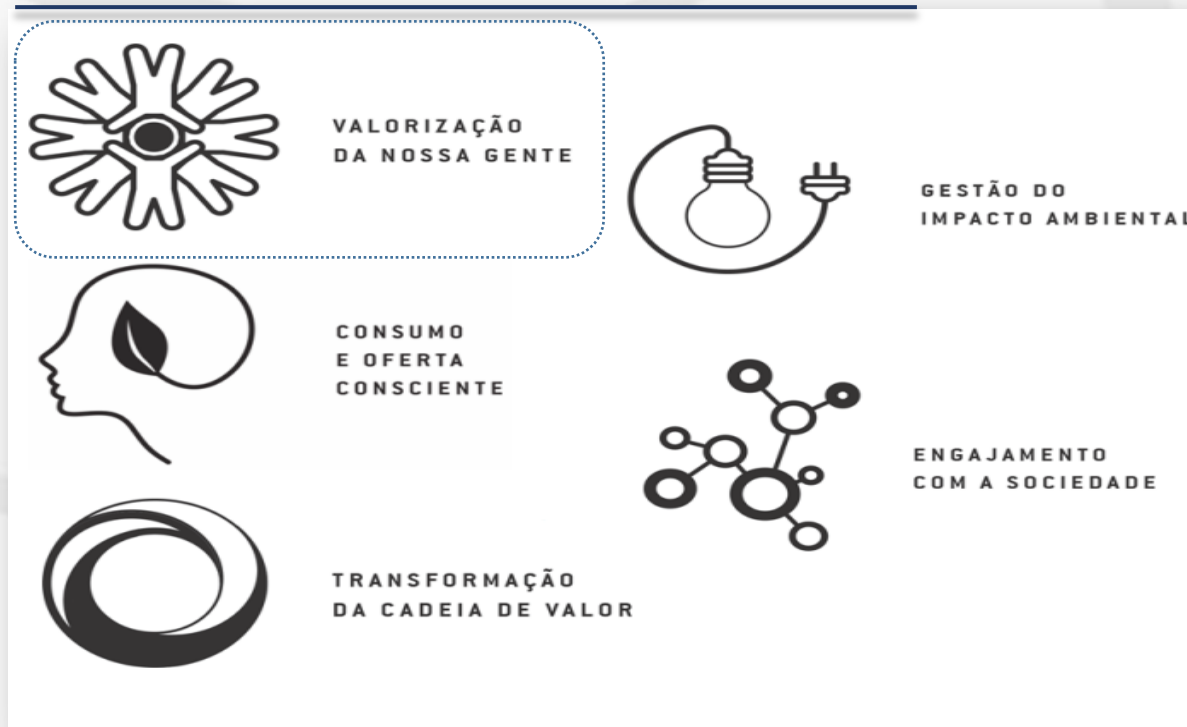 VALORIZAÇÃO
DA NOSSA GENTE
GESTÃO DO
IMPACTO AMBIENTAL
CONSUMO
E OFERTA
CONSCIENTE
ENGAJAMENTO
COM A SOCIEDADE
TRANSFORMAÇÃO
DA CADEIA DE VALOR